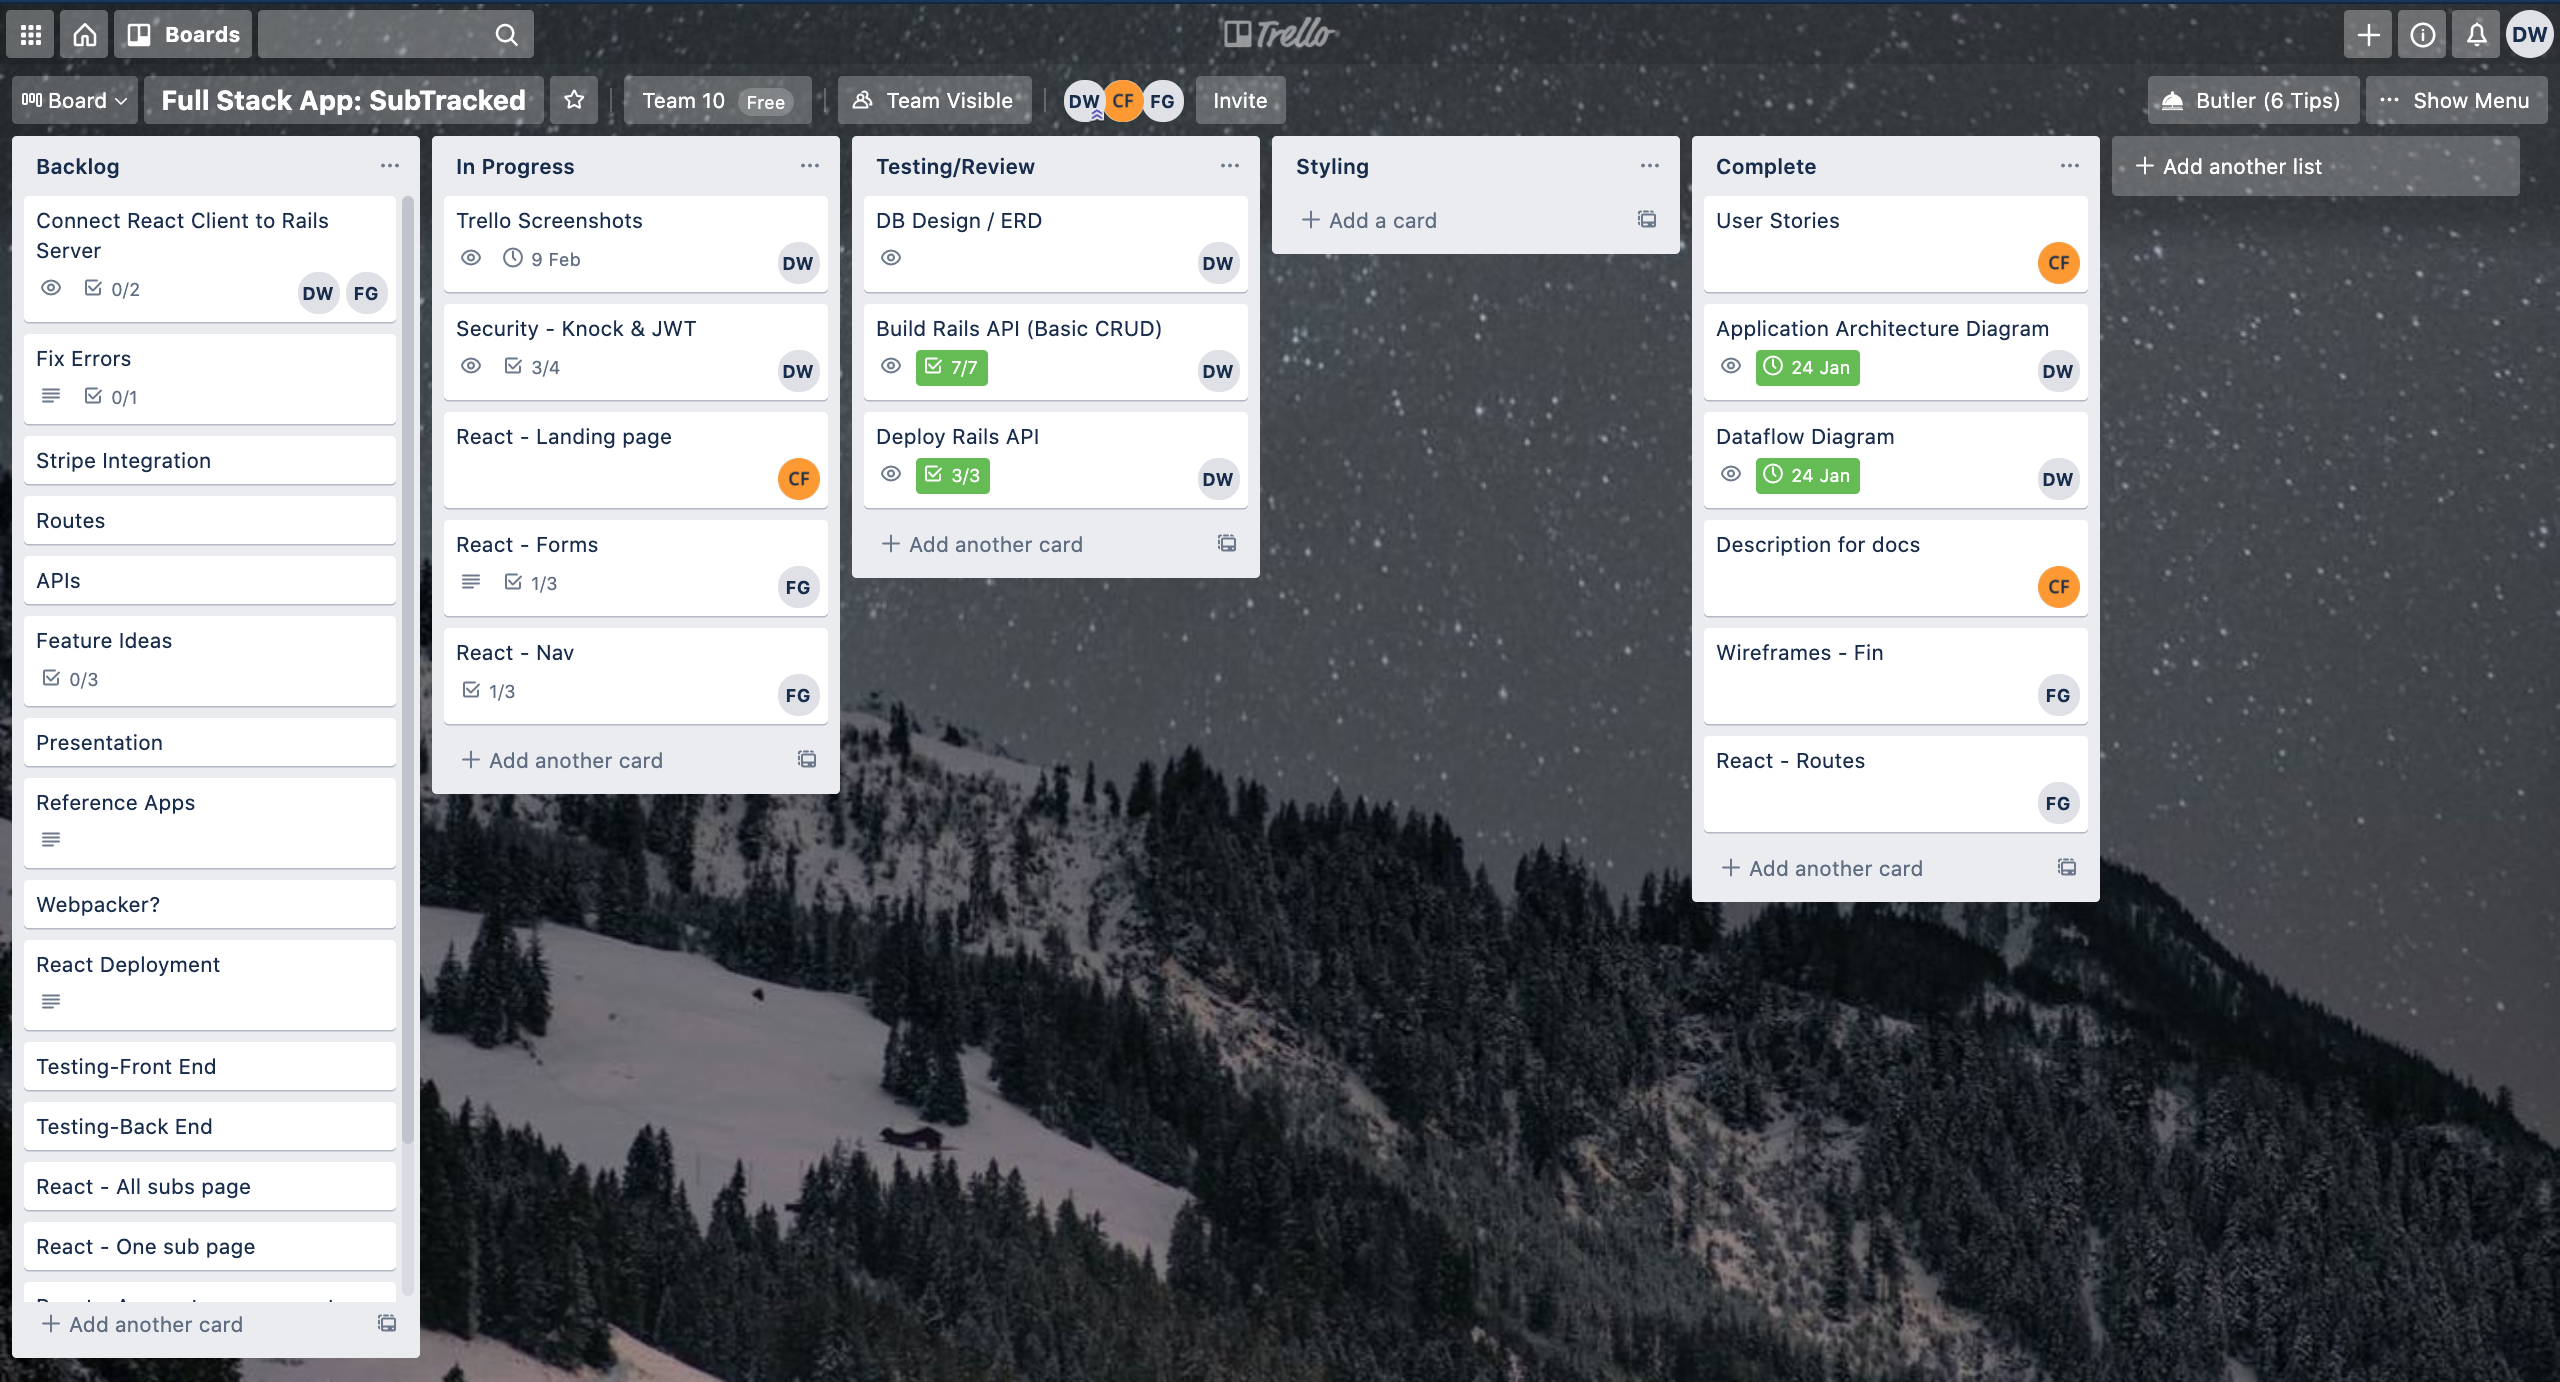 Boards
Trello
DW
Board
Full Stack App: SubTracked
Team 10 Free
Team Visible
DW CF FG
Invite
Butler (6 Tips)
... Show Menu
Backlog
Connect React Client to Rails
Server
0/2
DW FG
Fix Errors
0/1
Stripe Integration
Routes
APIs
Feature Ideas
0/3
Presentation
Reference Apps
Webpacker?
React Deployment
Testing-Front End
Testing-Back End
React - All subs page
React - One sub page
+ Add another card
In Progress
Trello Screenshots
9 Feb
DW
Security - Knock & JWT
3/4
DW
React - Landing page
CF
React - Forms
1/3
FG
React - Nav
1/3
FG
+ Add another card
Testing/Review
DB Design / ERD
DW
Build Rails API (Basic CRUD)
7/7
DW
Deploy Rails API
3/3
DW
+ Add another card
Styling
+ Add a card
Complete
User Stories
CF
Application Architecture Diagram
24 Jan
DW
Dataflow Diagram
24 Jan
DW
Description for docs
CF
Wireframes - Fin
FG
React - Routes
FG
+ Add another card
+ Add another list